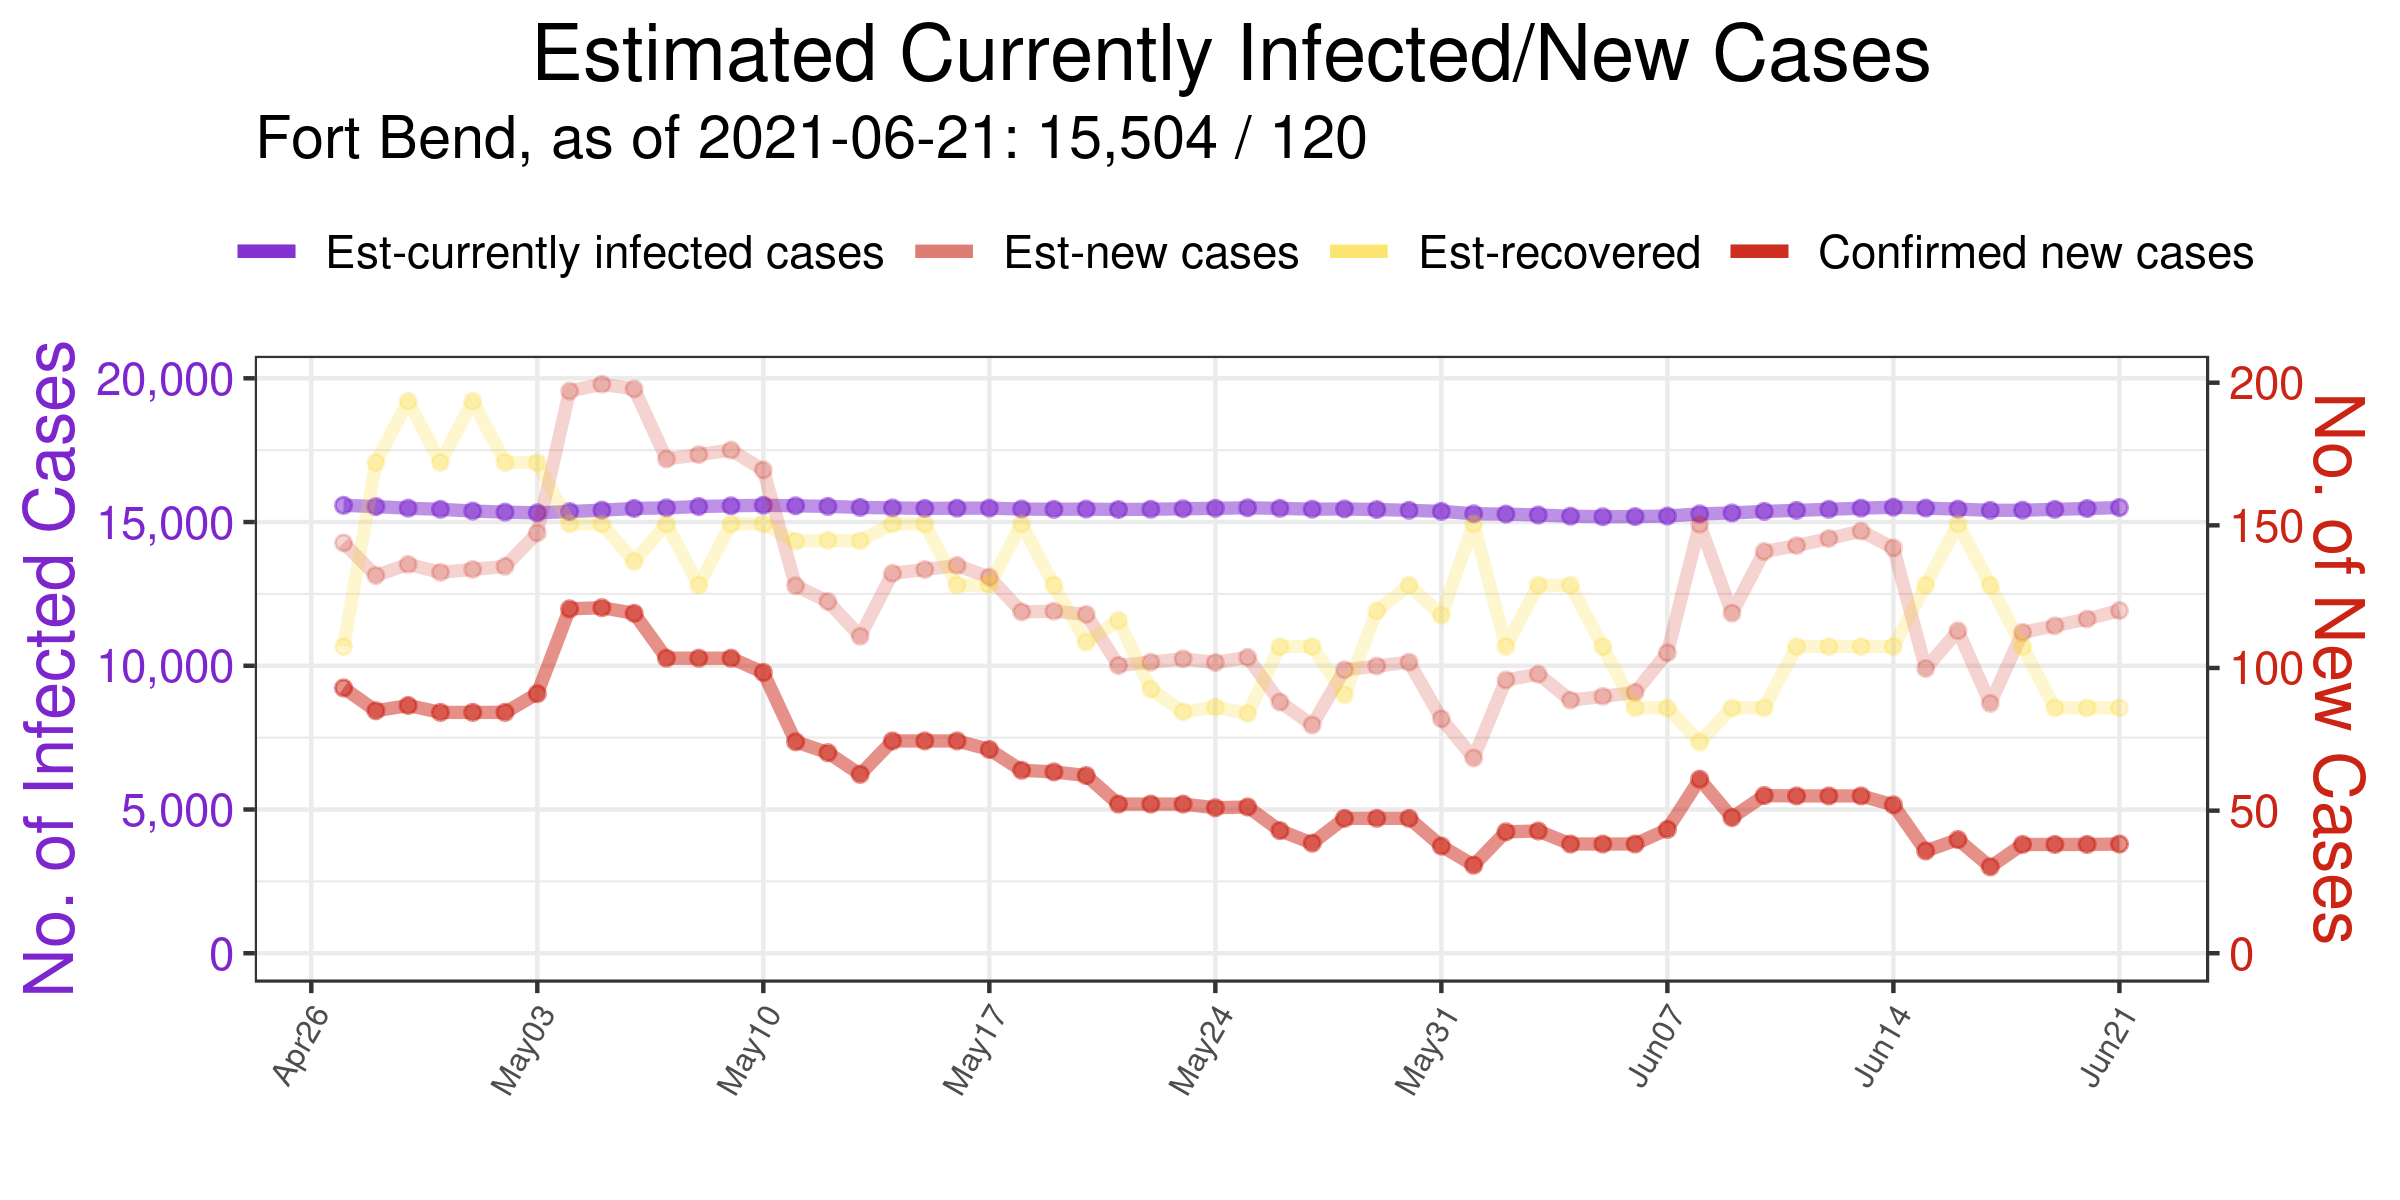 Estimated Currently Infected/New Cases
Fort Bend, as of 2021-06-21: 15,504 / 120
Est-currently infected cases Est-new cases Est-recovered Confirmed new cases
No. of Infected Cases
20,000
15,000
10,000
5,000
0
200
150
100
50
0
No. of New Cases
Apr26 May03 May10 May17 May24 May31 Jun07 Jun14 Jun21